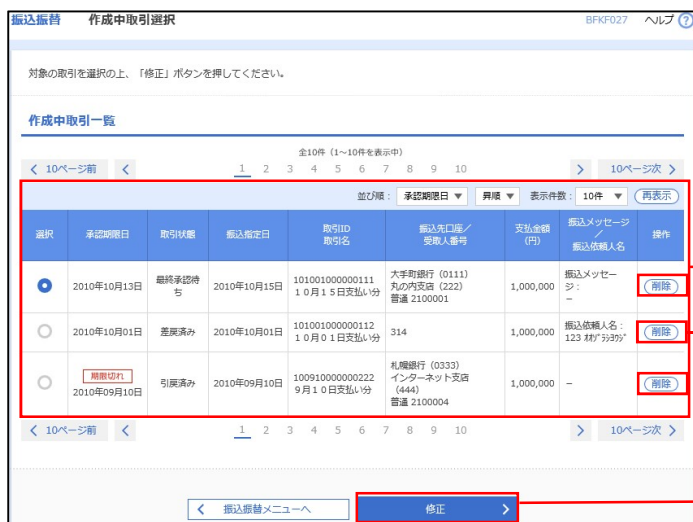 振込振替 作成中取引選択 BFKF027 ヘルプ ?
対象の取引を選択の上、「修正」ボタンを押してください。
作成中取引一覧
全10件（1～10件を表示中）
< 10ページ前 < 1 2 3 4 5 6 7 8 9 10 > 10ページ次 >
並び順： 承認期限日 ▼ 昇順 ▼ 表示件数： 10件 ▼ 再表示
選択 承認期限日 取引状態 振込指定日 取引ID 取引名 振込先口座／受取人番号 支払金額（円） 振込メッセージ／振込依頼人名 操作
2010年10月13日 最終承認待ち 2010年10月15日 101001000000111 １０月１５日支払い分 大手町銀行（0111） 丸の内支店（222） 普通 2100001 1,000,000 振込メッセージ： − 削除
2010年10月01日 差戻済み 2010年10月01日 101001000000112 １０月０１日支払い分 314 1,000,000 振込依頼人名： 削除
期限切れ 2010年09月10日 引戻済み 2010年09月10日 100910000000222 ９月１０日支払い分 札幌銀行（0333） インターネット支店（444） 普通 2100004 1,000,000 − 削除
< 10ページ前 < 1 2 3 4 5 6 7 8 9 10 > 10ページ次 >
< 振込振替メニューへ 修正 >